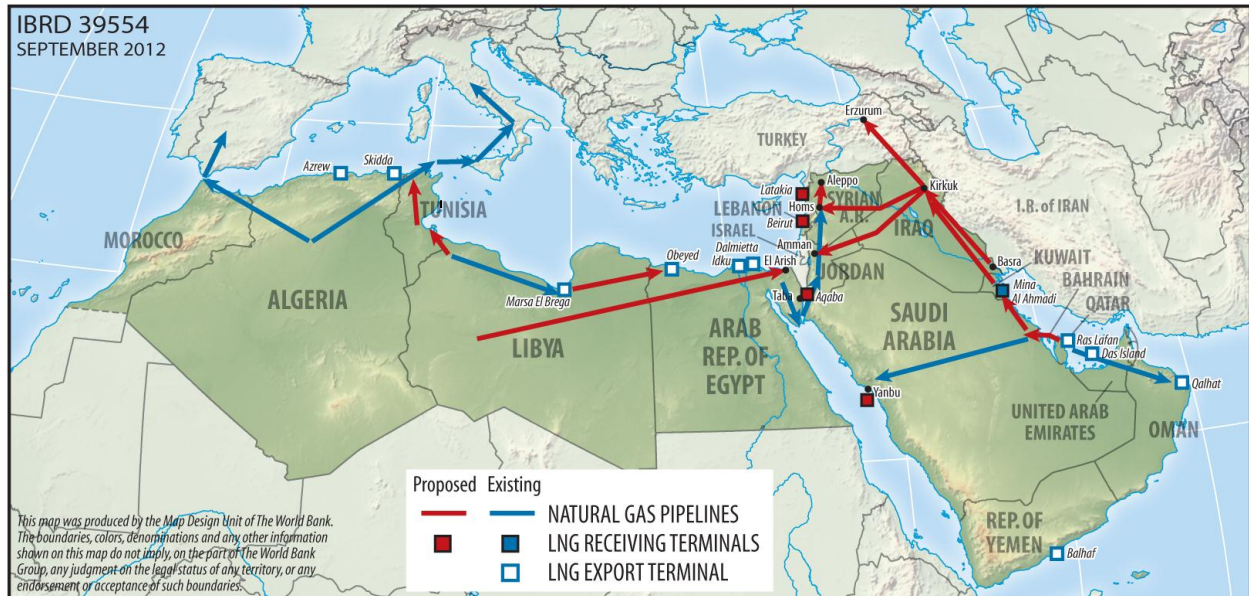 IBRD 39554
SEPTEMBER 2012
Erzurum
TURKEY
Azrew
Skidda
Aleppo
Kirkuk
Latakia
SYRIAN
A.R.
Homs
TUNISIA
LEBANON
Beirut
I.R. of IRAN
MOROCCO
ISRAEL
IRAQ
Dalmietta
Amman
Obeyed
Idku
El Arish
Basra
KUWAIT
JORDAN
Mina
Al Ahmadi
BAHRAIN
QATAR
ALGERIA
Marsa El Brega
Taba
Aqaba
SAUDI
ARABIA
LIBYA
ARAB
REP. OF
EGYPT
Ras Lafan
Das Island
Qalhat
Yanbu
UNITED ARAB
EMIRATES
OMAN
Proposed
Existing
NATURAL GAS PIPELINES
LNG RECEIVING TERMINALS
LNG EXPORT TERMINAL
REP. OF
YEMEN
Balhaf
This map was produced by the Map Design Unit of The World Bank.
The boundaries, colors, denominations and any other information
shown on this map do not imply, on the part of The World Bank
Group, any judgment on the legal status of any territory, or any
endorsement or acceptance of such boundaries.